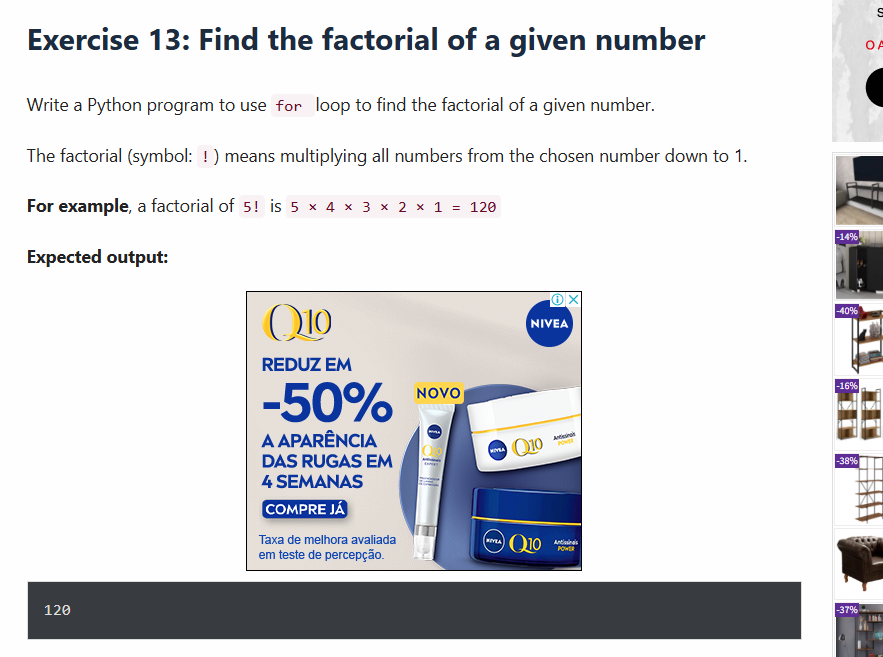 Exercise 13: Find the factorial of a given number
Write a Python program to use for loop to find the factorial of a given number.
The factorial (symbol: ! ) means multiplying all numbers from the chosen number down to 1.
For example, a factorial of 5! is 5 × 4 × 3 × 2 × 1 = 120
Expected output:
Q10
NIVEA
REDUZ EM
-50%
NOVO
A APARÊNCIA
DAS RUGAS EM
4 SEMANAS
COMPRE JÁ
Taxa de melhora avaliada
em teste de percepção.
NIVEA
Q10
NIVEA
Q10
Antissinais
POWER
NIVEA
Q10
Antissinais
POWER
120
S
O A
-14%
-40%
-16%
-38%
-37%